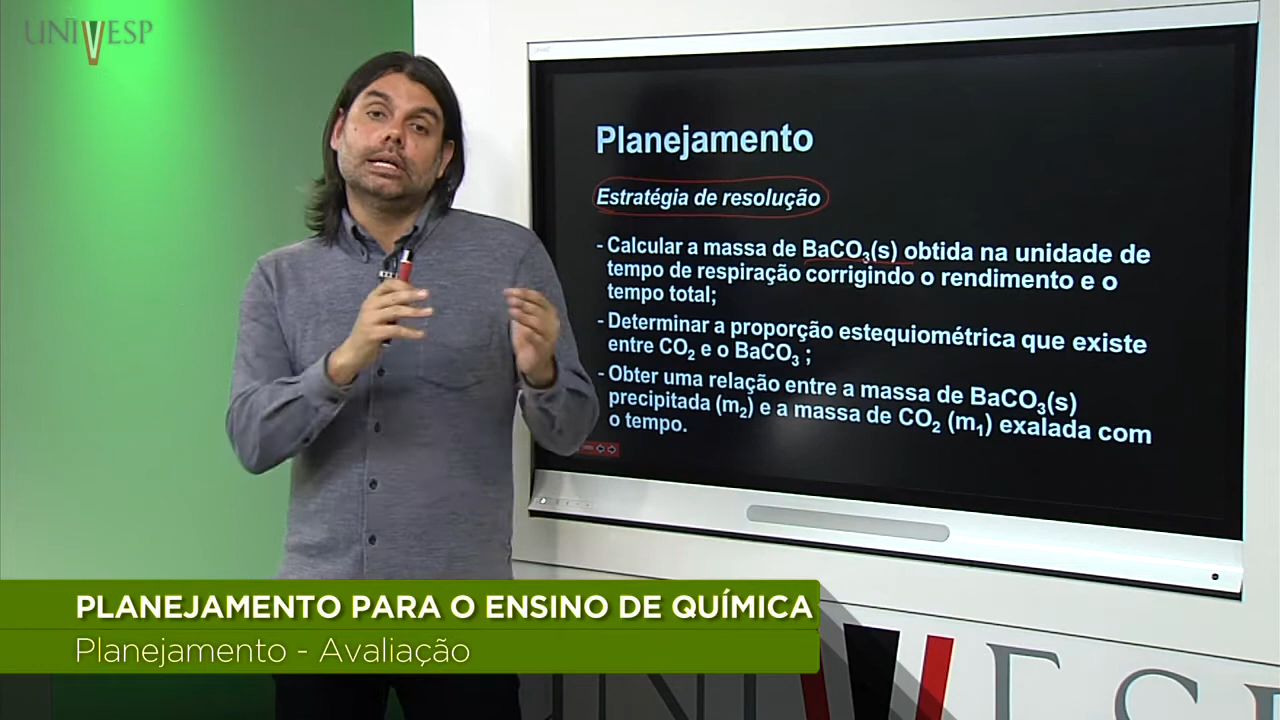 UNIVESP
Planejamento
Estratégia de resolução
- Calcular a massa de BaCO₃(s) obtida na unidade de
tempo de respiração corrigindo o rendimento e o
tempo total;
- Determinar a proporção estequiométrica que existe
entre CO₂ e o BaCO₃ ;
- Obter uma relação entre a massa de BaCO₃(s)
precipitada (m₂) e a massa de CO₂ (m₁) exalada com
o tempo.
PLANEJAMENTO PARA O ENSINO DE QUÍMICA
Planejamento - Avaliação